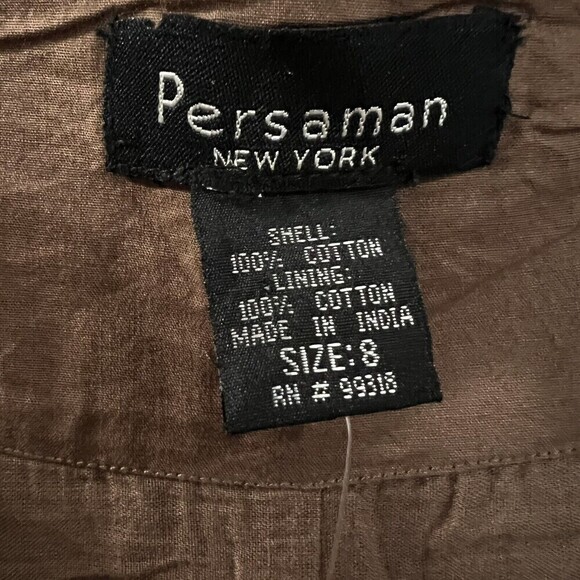 Persaman
NEW YORK
SHELL:
100% COTTON
LINING:
100% COTTON
MADE IN INDIA
SIZE:8
RN # 99318